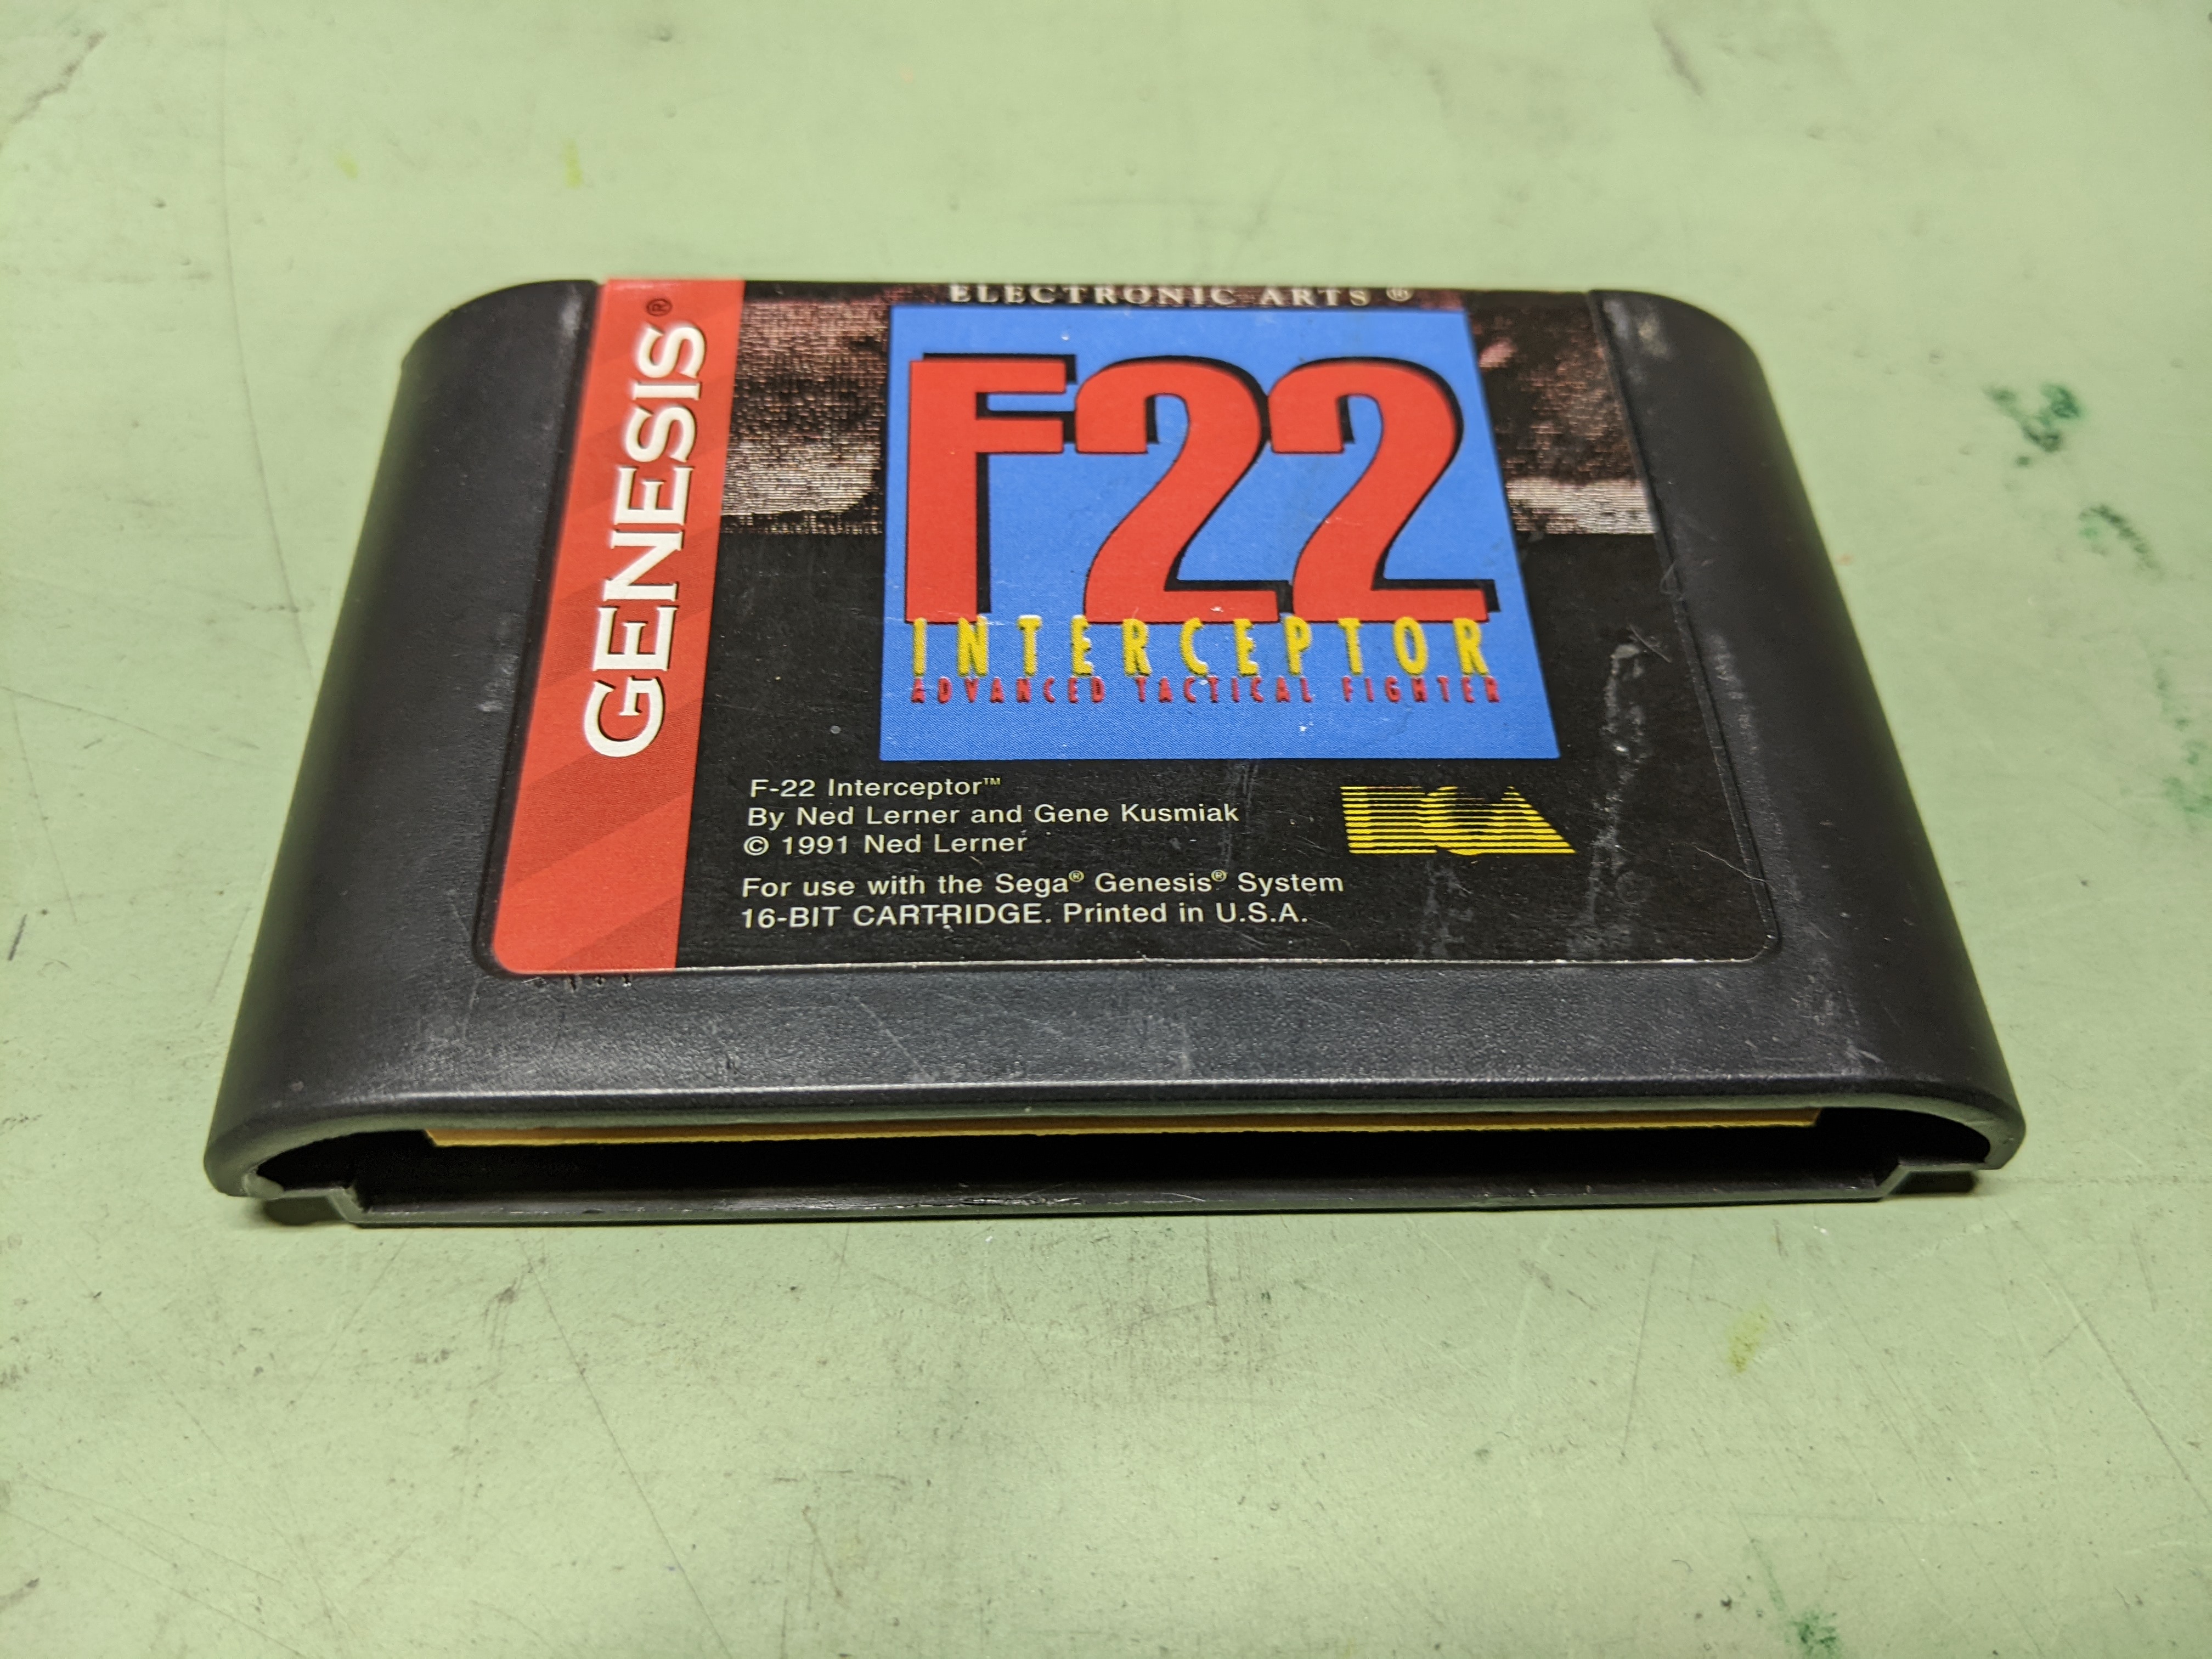 GENESIS®
ELECTRONIC ARTS®
F22
INTERCEPTOR
ADVANCED TACTICAL FIGHTER
F-22 Interceptor™
By Ned Lerner and Gene Kusmiak
© 1991 Ned Lerner
EA
For use with the Sega® Genesis® System
16-BIT CARTRIDGE. Printed in U.S.A.